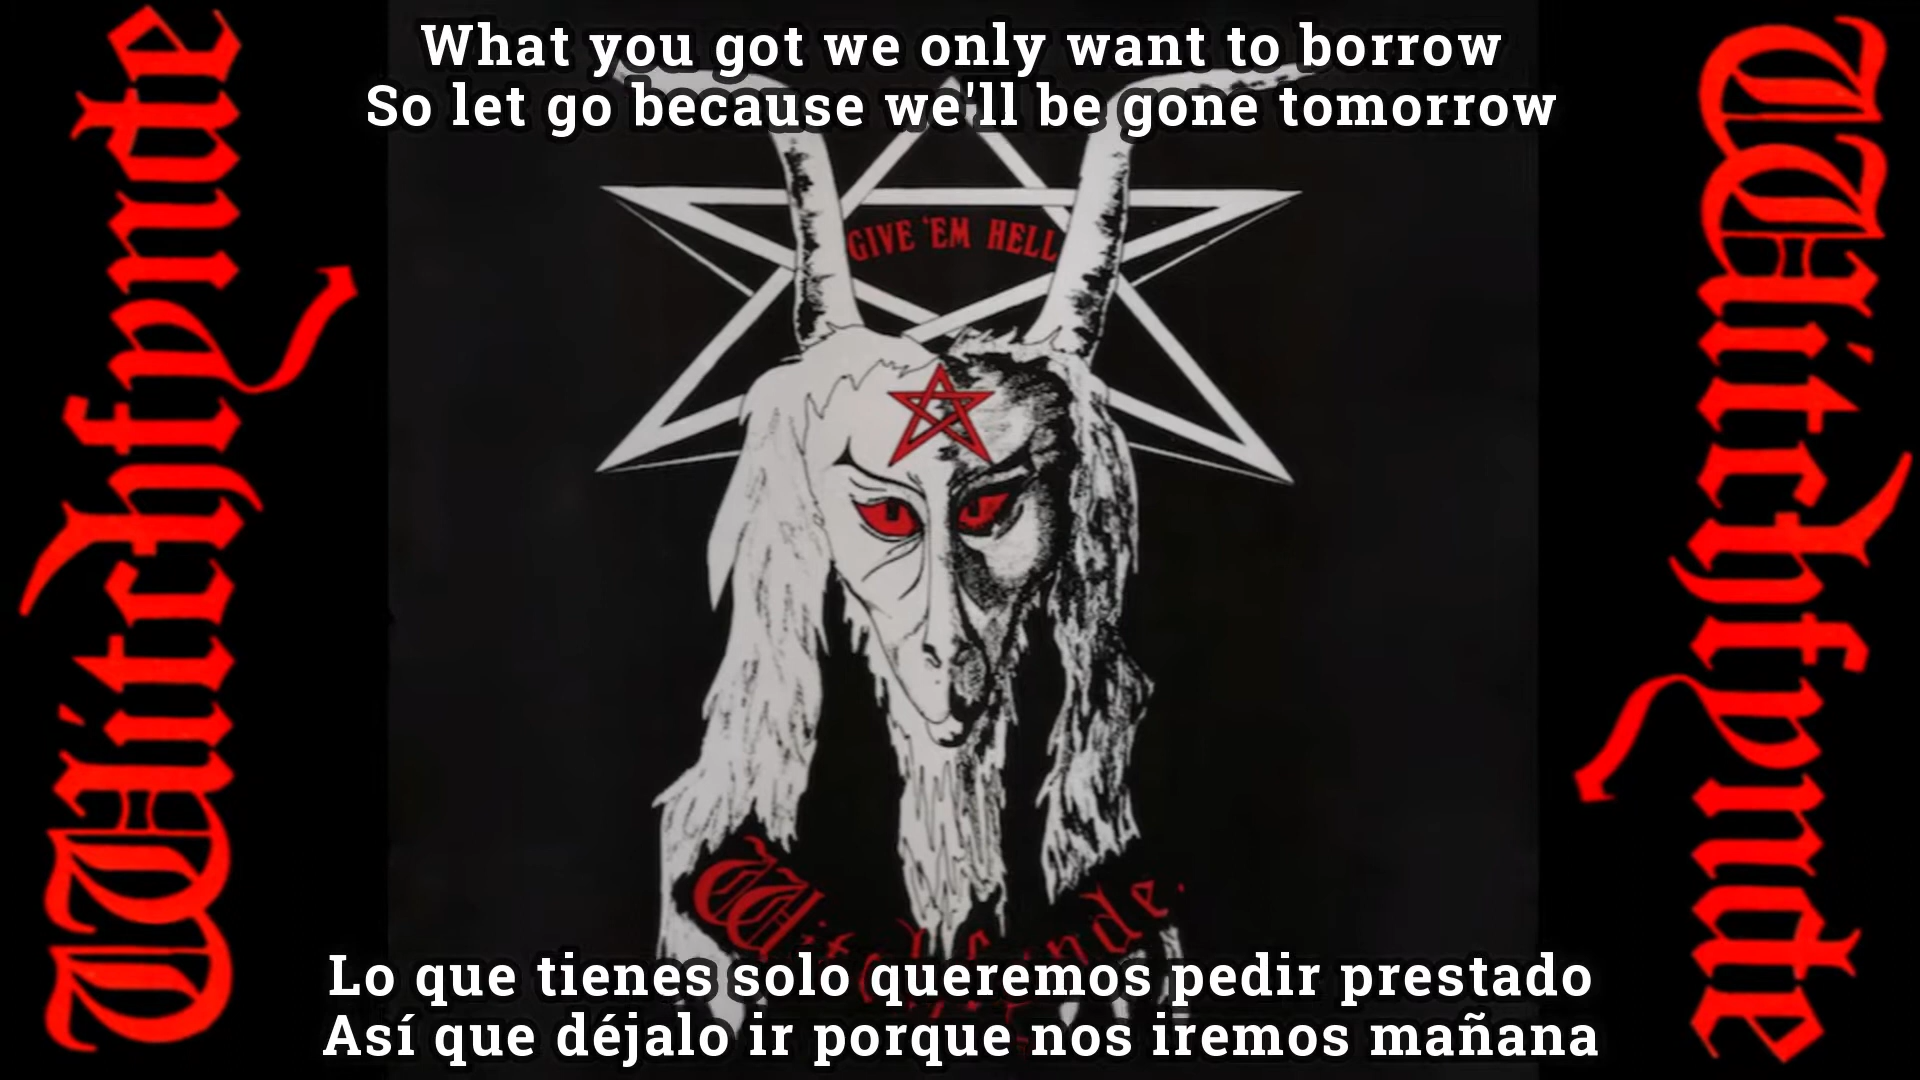 What you got we only want to borrow
So let go because we'll be gone tomorrow
GIVE 'EM HELL
Witchfynde
Witchfynde
Witchfynde.
Lo que tienes solo queremos pedir prestado
Así que déjalo ir porque nos iremos mañana